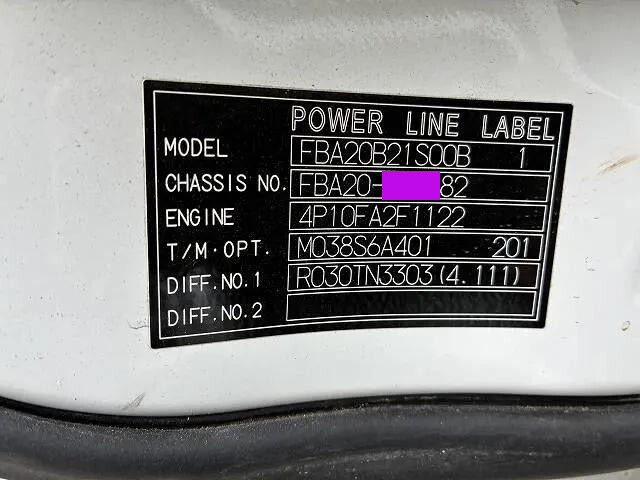 POWER LINE LABEL
MODEL FBA20B21S00B 1
CHASSIS NO. FBA20- 82
ENGINE 4P10FA2F1122
T/M·OPT. M038S6A401 201
DIFF.NO.1 R030TN3303(4.111)
DIFF.NO.2